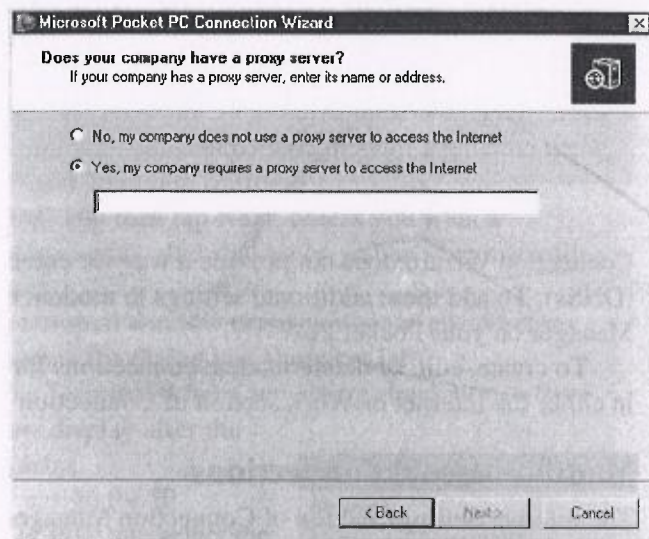 Microsoft Pocket PC Connection Wizard
Does your company have a proxy server?
If your company has a proxy server, enter its name or address.
No, my company does not use a proxy server to access the Internet
Yes, my company requires a proxy server to access the Internet
< Back
Next >
Cancel